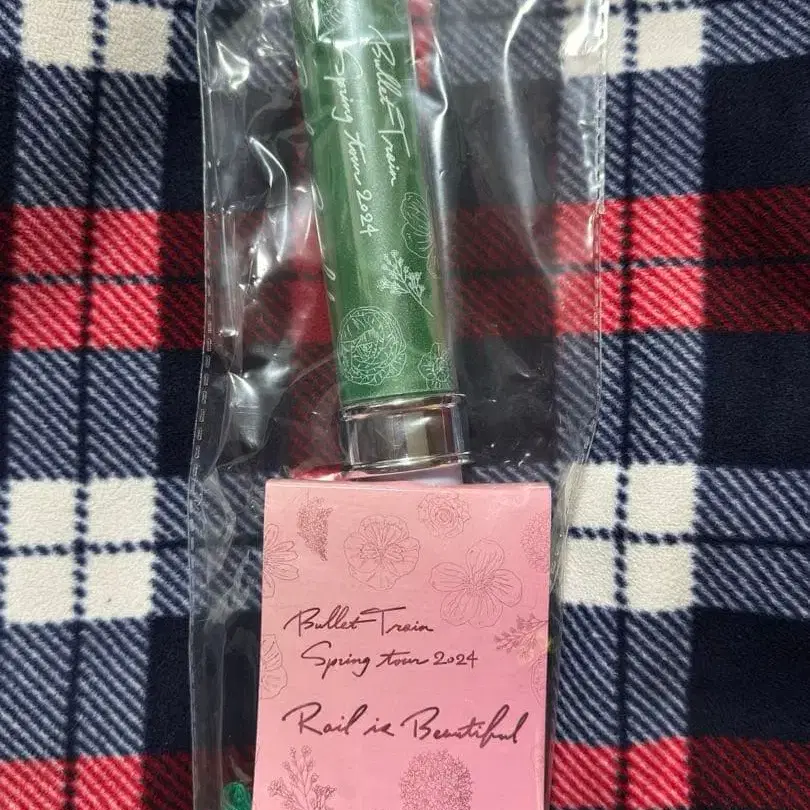 Bullet Train
Spring tour 2024
Bullet Train
Spring tour 2024
Rail is Beautiful